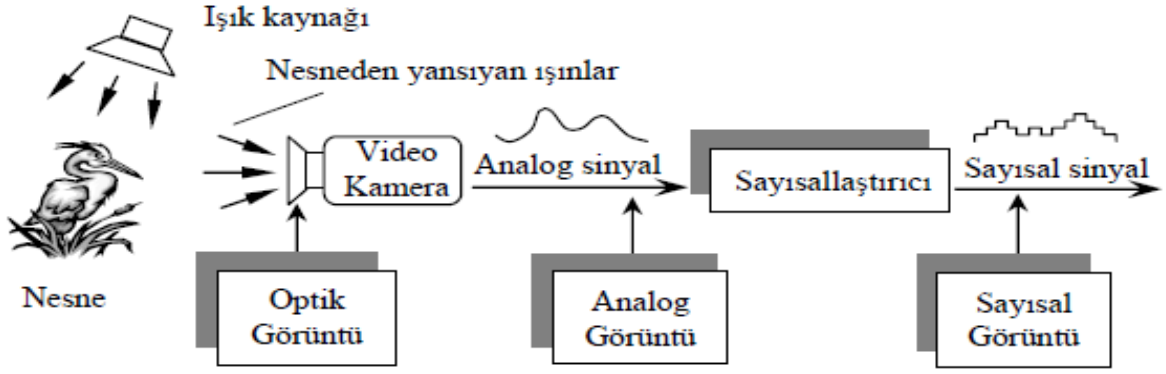 Işık kaynağı
Nesneden yansıyan ışınlar
Video
Kamera
Analog sinyal
Sayısallaştırıcı
Sayısal sinyal
Nesne
Optik
Görüntü
Analog
Görüntü
Sayısal
Görüntü